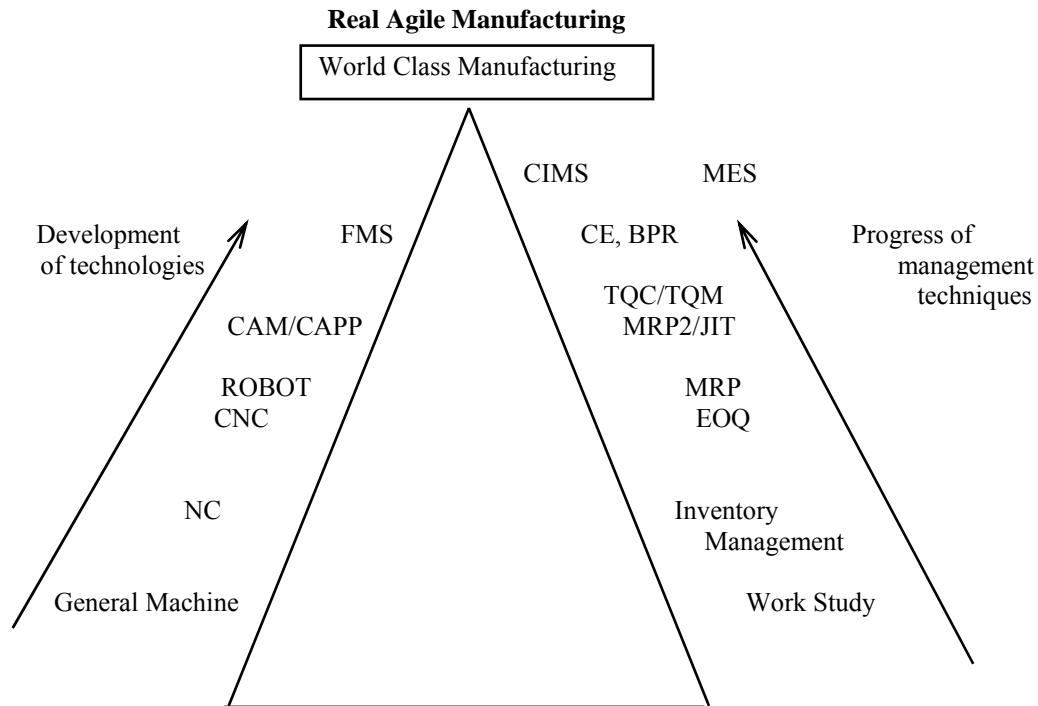 Real Agile Manufacturing
World Class Manufacturing
CIMS MES
Development
of technologies
FMS
CE, BPR
Progress of
management
techniques
TQC/TQM
CAM/CAPP
MRP2/JIT
ROBOT
CNC
MRP
EOQ
NC
Inventory
Management
General Machine
Work Study